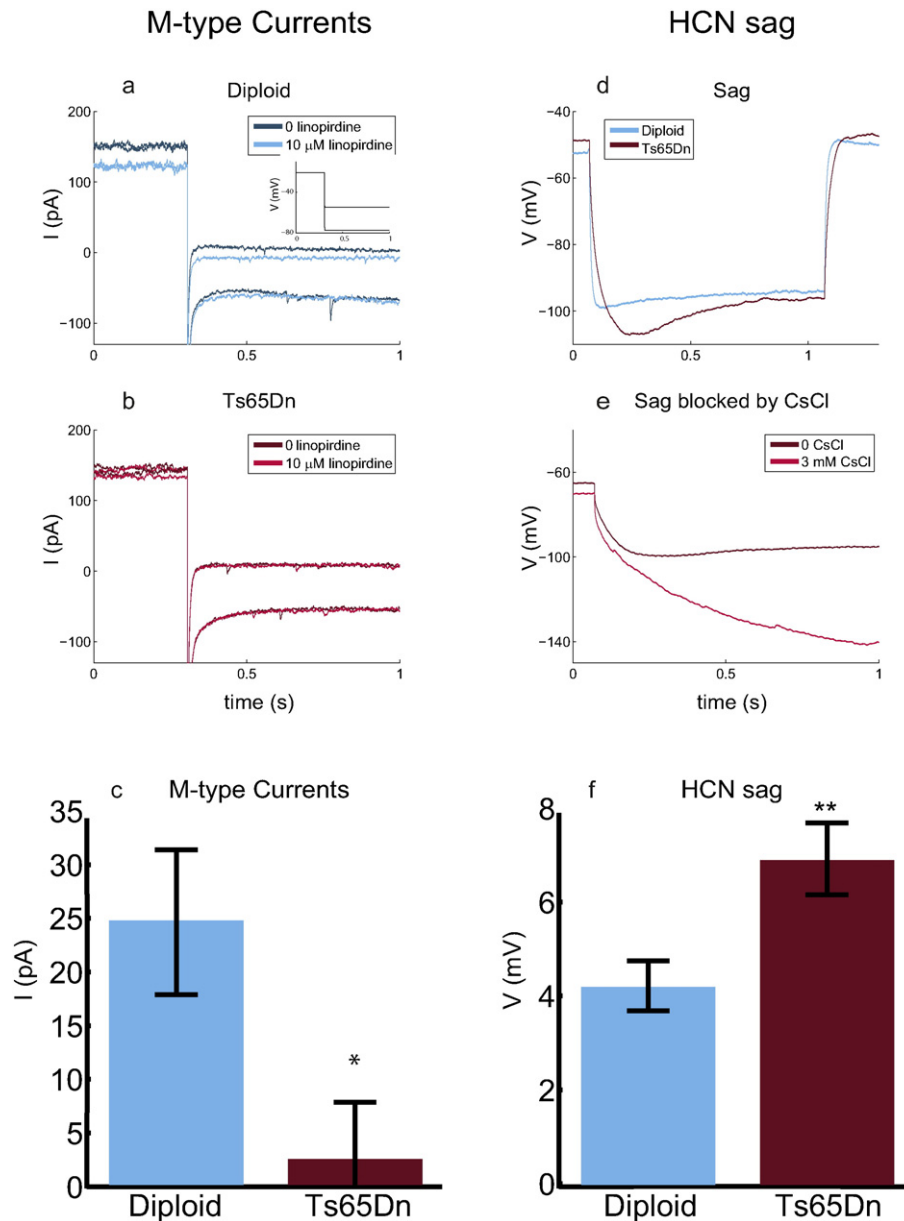 M-type Currents
HCN sag
a
Diploid
200
100
0
−100
I (pA)
0
0.5
1
0 linopirdine
10 µM linopirdine
V (mV)
−40
−80
0
0.5
1
b
Ts65Dn
200
100
0
−100
I (pA)
0
0.5
1
time (s)
0 linopirdine
10 µM linopirdine
d
Sag
−40
−60
−80
−100
V (mV)
0
0.5
1
Diploid
Ts65Dn
e
Sag blocked by CsCl
−60
−100
−140
V (mV)
0
0.5
1
time (s)
0 CsCl
3 mM CsCl
c
M-type Currents
35
30
25
20
15
10
5
0
I (pA)
*
Diploid
Ts65Dn
f
HCN sag
8
6
4
2
0
V (mV)
**
Diploid
Ts65Dn